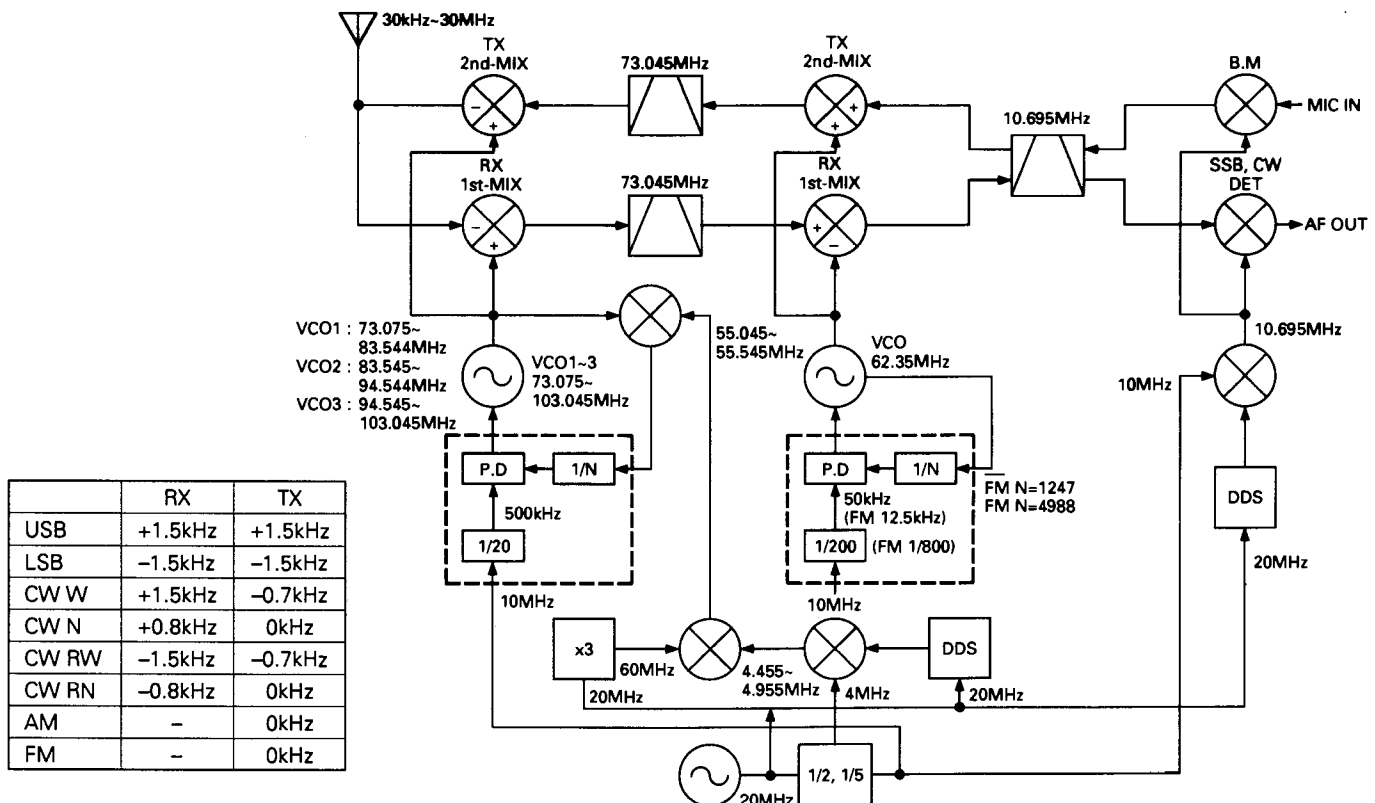 30kHz~30MHz
TX
2nd-MIX
73.045MHz
TX
2nd-MIX
B.M
MIC IN
10.695MHz
RX
1st-MIX
73.045MHz
RX
1st-MIX
SSB, CW
DET
AF OUT
10.695MHz
VCO1 : 73.075~
83.544MHz
VCO2 : 83.545~
94.544MHz
VCO3 : 94.545~
103.045MHz
VCO1~3
73.075~
103.045MHz
55.045~
55.545MHz
VCO
62.35MHz
10MHz
P.D
1/N
500kHz
1/20
10MHz
P.D
1/N
50kHz
(FM 12.5kHz)
1/200
(FM 1/800)
10MHz
FM N=1247
FM N=4988
DDS
20MHz
x3
60MHz
20MHz
4.455~
4.955MHz
4MHz
DDS
20MHz
20MHz
1/2, 1/5
RX TX
USB +1.5kHz +1.5kHz
LSB –1.5kHz –1.5kHz
CW W +1.5kHz –0.7kHz
CW N +0.8kHz 0kHz
CW RW –1.5kHz –0.7kHz
CW RN –0.8kHz 0kHz
AM – 0kHz
FM – 0kHz